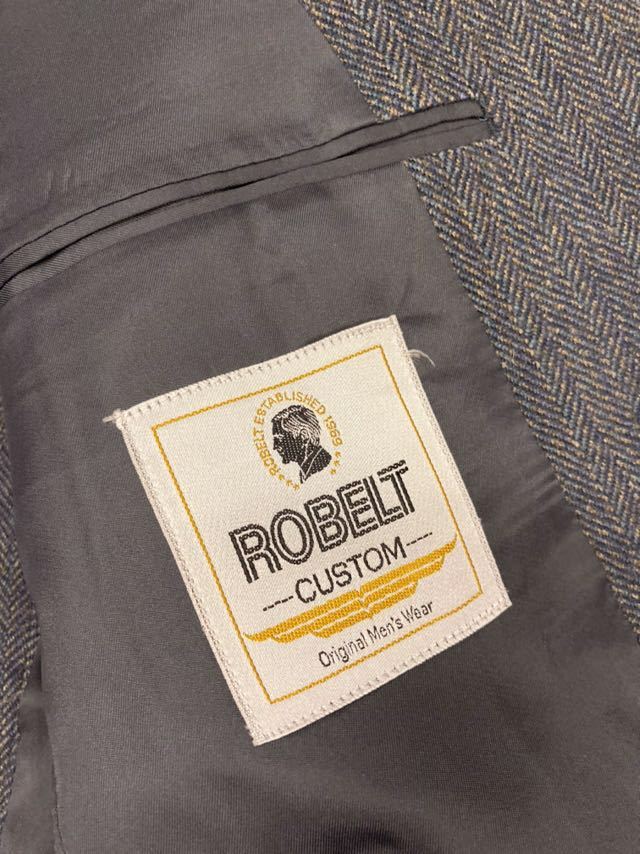 ROBELT ESTABLISHED 1969
ROBELT
CUSTOM
Original Men's Wear